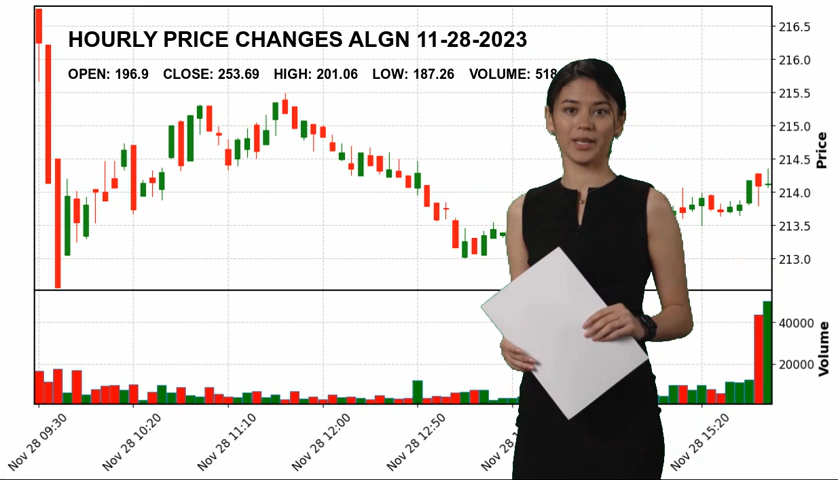 HOURLY PRICE CHANGES ALGN 11-28-2023
OPEN: 196.9 CLOSE: 253.69 HIGH: 201.06 LOW: 187.26 VOLUME: 518
216.5
216.0
215.5
215.0
214.5
214.0
213.5
213.0
Price
40000
20000
Volume
Nov 28 09:30
Nov 28 10:20
Nov 28 11:10
Nov 28 12:00
Nov 28 12:50
Nov 28 15:20